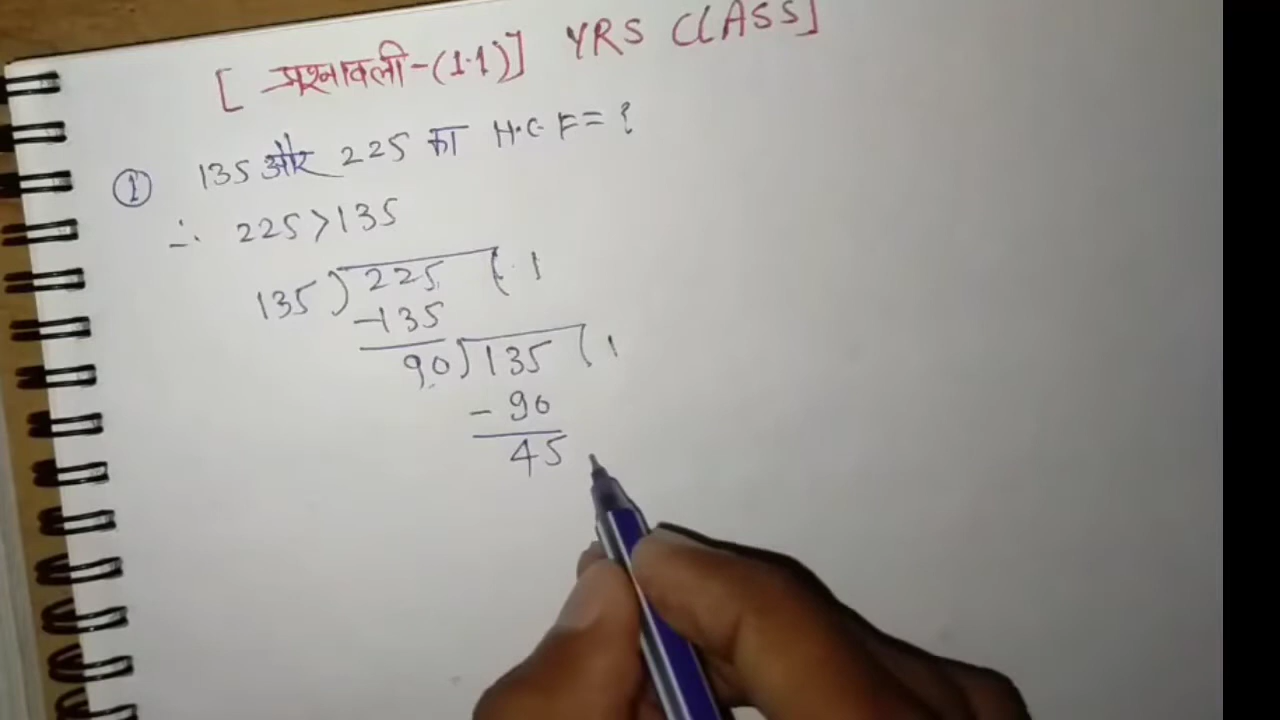 [ प्रश्नावली-(1.1)] YRS CLASS]
① 135 और 225 का H.C.F= ?
∴ 225>135
135) 225 ( 1
-135
90) 135 ( 1
- 90
45